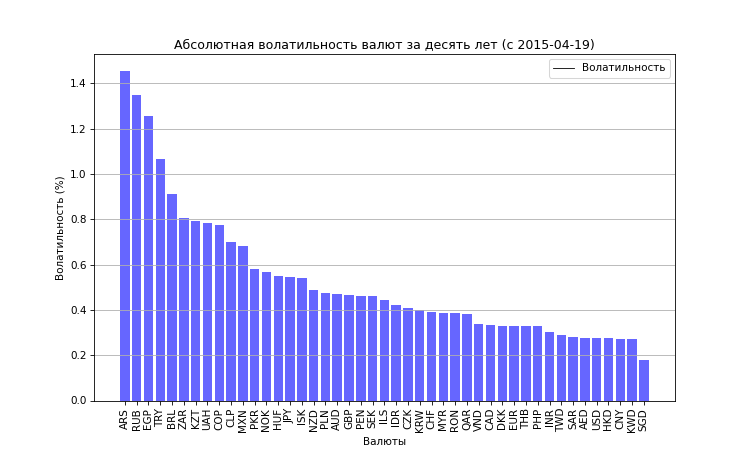 Абсолютная волатильность валют за десять лет (с 2015-04-19)
Волатильность
Волатильность (%)
1.4
1.2
1.0
0.8
0.6
0.4
0.2
0.0
ARS RUB EGP TRY BRL ZAR KZT UAH COP CLP MXN PKR NOK HUF JPY ISK NZD PLN AUD GBP PEN SEK ILS IDR CZK KRW CHF MYR RON QAR VND CAD DKK EUR THB PHP INR TWD SAR AED USD HKD CNY KWD SGD
Валюты